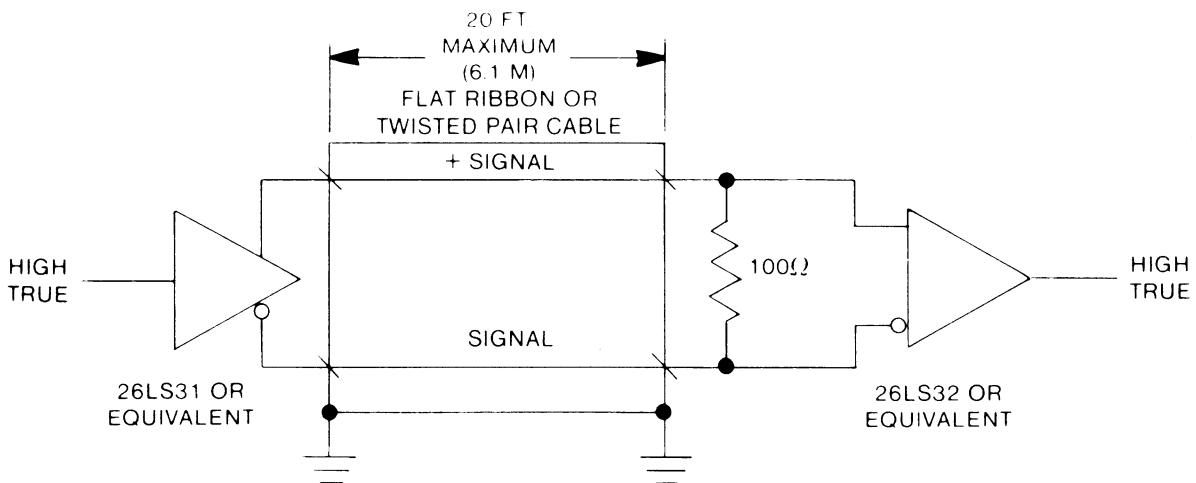 20 FT
MAXIMUM
(6.1 M)
FLAT RIBBON OR
TWISTED PAIR CABLE
+ SIGNAL
HIGH
TRUE
100Ω
HIGH
TRUE
SIGNAL
26LS31 OR
EQUIVALENT
26LS32 OR
EQUIVALENT